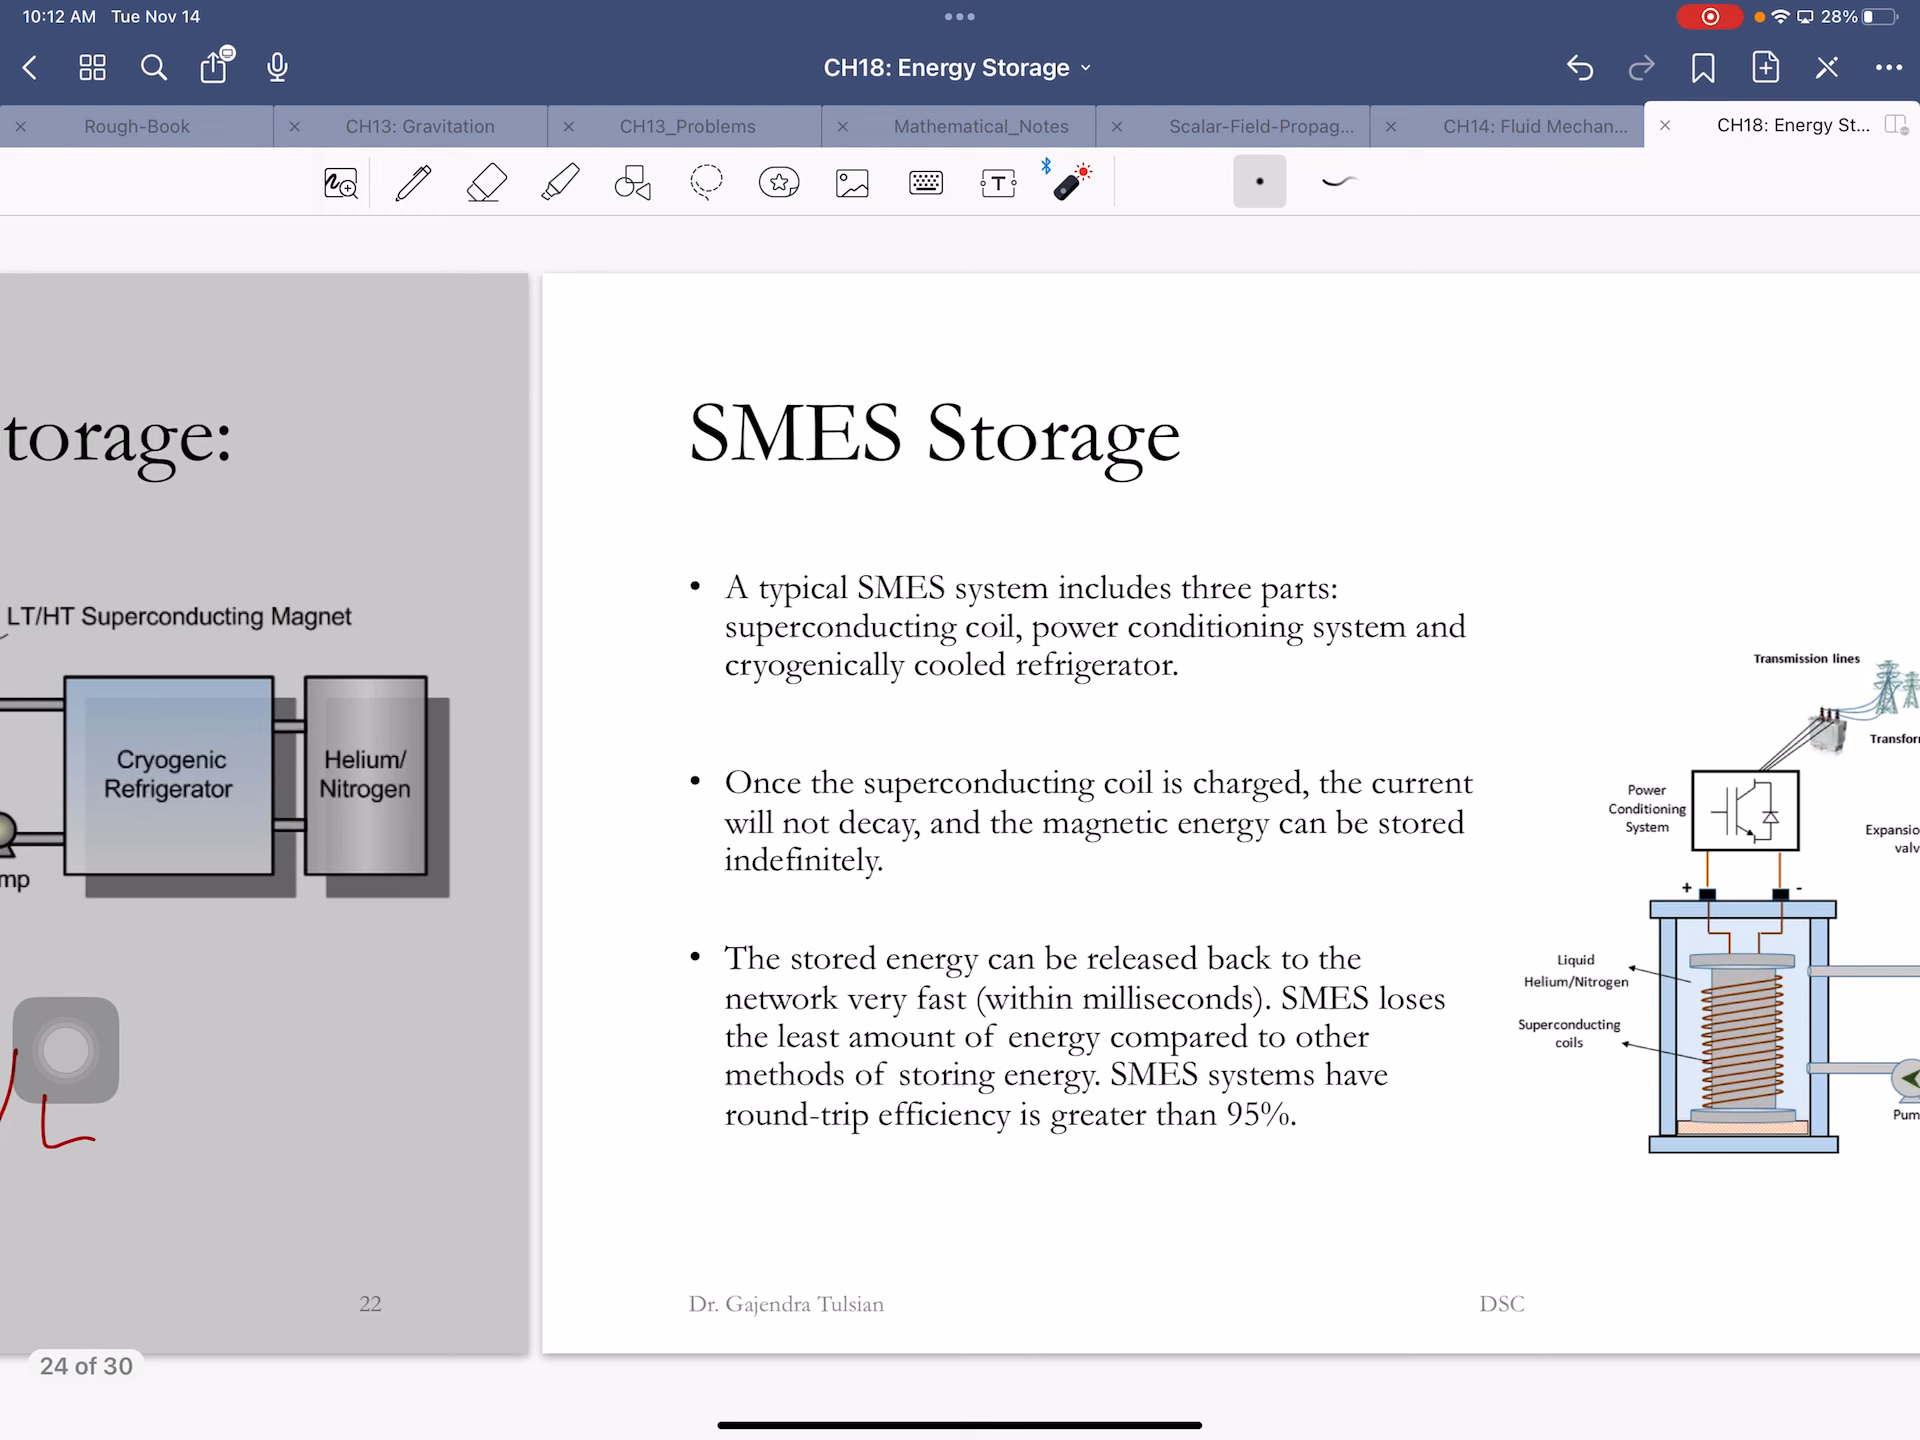 10:12 AM Tue Nov 14
28%
CH18: Energy Storage
Rough-Book
CH13: Gravitation
CH13_Problems
Mathematical_Notes
Scalar-Field-Propag...
CH14: Fluid Mechan...
CH18: Energy St...
T
torage:
LT/HT Superconducting Magnet
Cryogenic
Refrigerator
Helium/
Nitrogen
mp
L
22
24 of 30
SMES Storage
• A typical SMES system includes three parts:
superconducting coil, power conditioning system and
cryogenically cooled refrigerator.
• Once the superconducting coil is charged, the current
will not decay, and the magnetic energy can be stored
indefinitely.
• The stored energy can be released back to the
network very fast (within milliseconds). SMES loses
the least amount of energy compared to other
methods of storing energy. SMES systems have
round-trip efficiency is greater than 95%.
Transmission lines
Transfor
Power
Conditioning
System
Expansio
valv
+ -
Liquid
Helium/Nitrogen
Superconducting
coils
Pum
Dr. Gajendra Tulsian
DSC